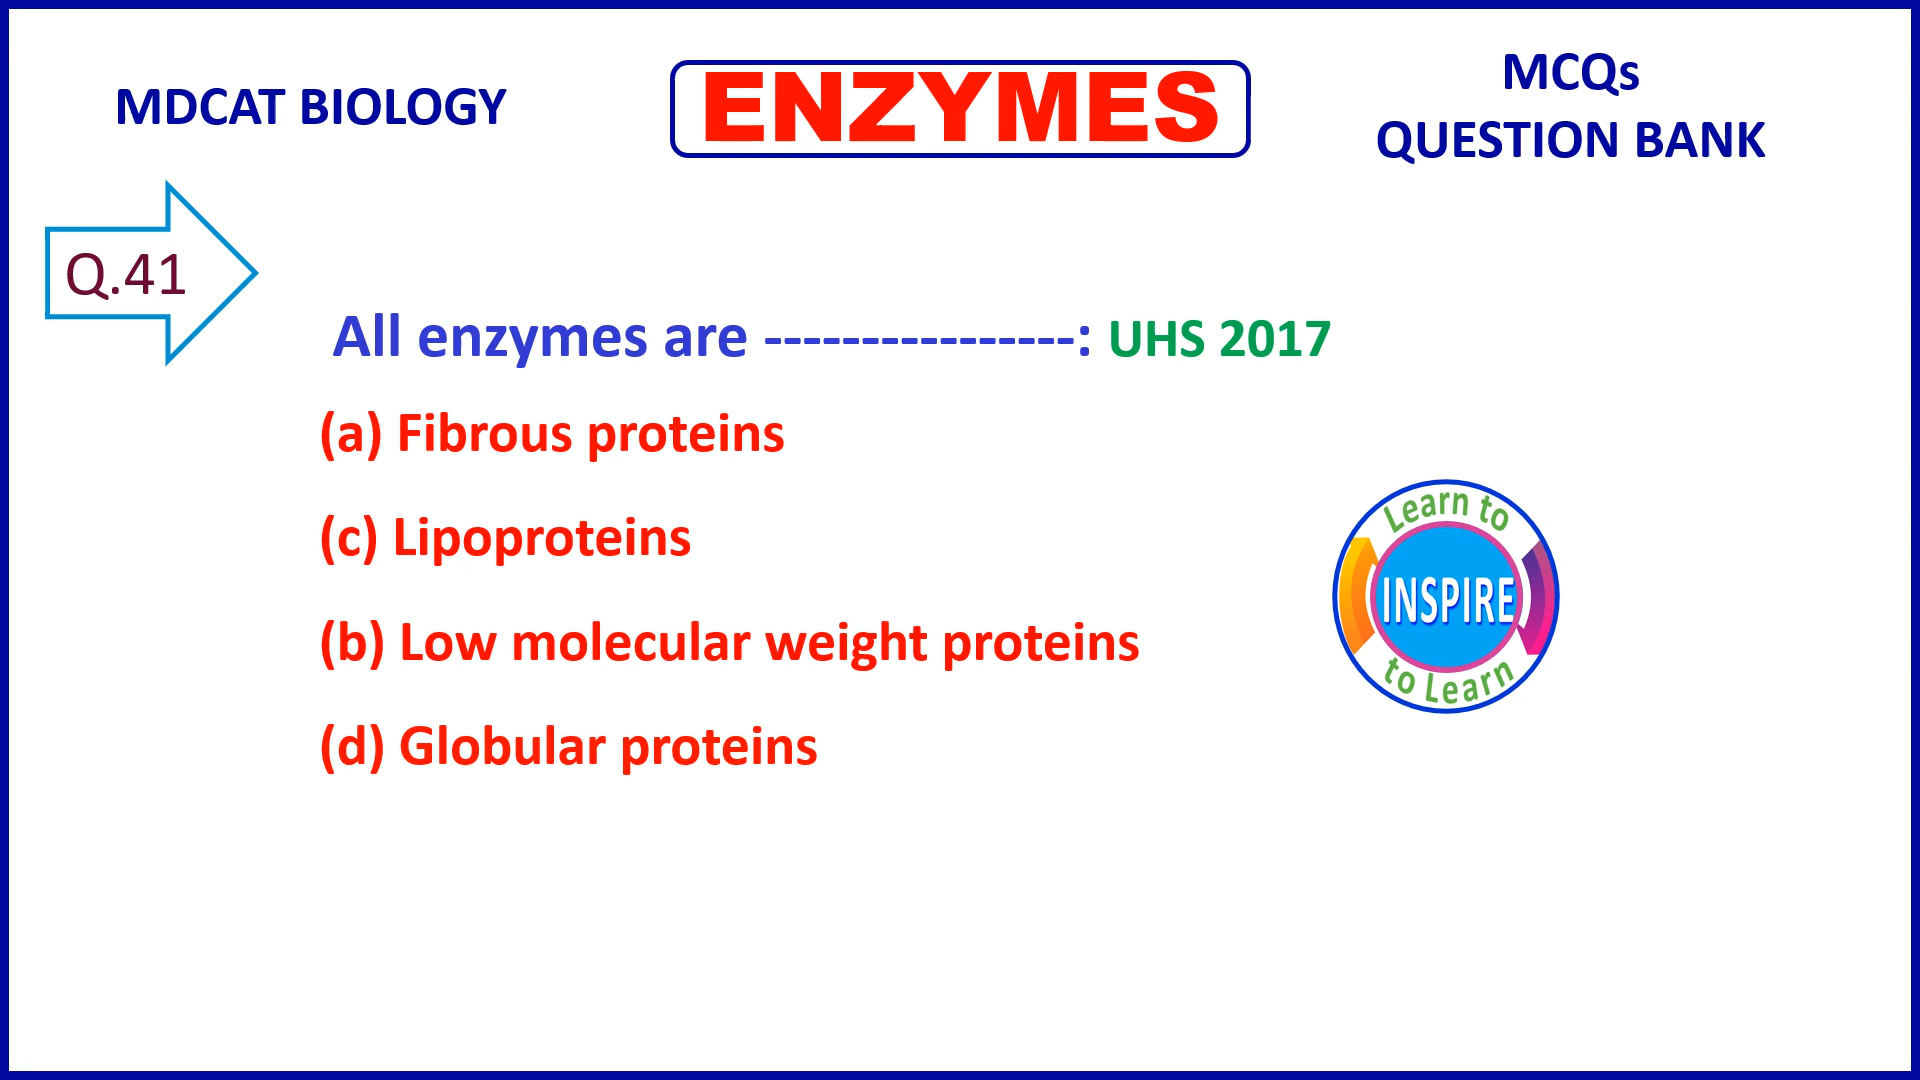 MDCAT BIOLOGY
ENZYMES
MCQs
QUESTION BANK
Q.41
All enzymes are ----------------: UHS 2017
(a) Fibrous proteins
(c) Lipoproteins
(b) Low molecular weight proteins
(d) Globular proteins
Learn to
INSPIRE
to Learn